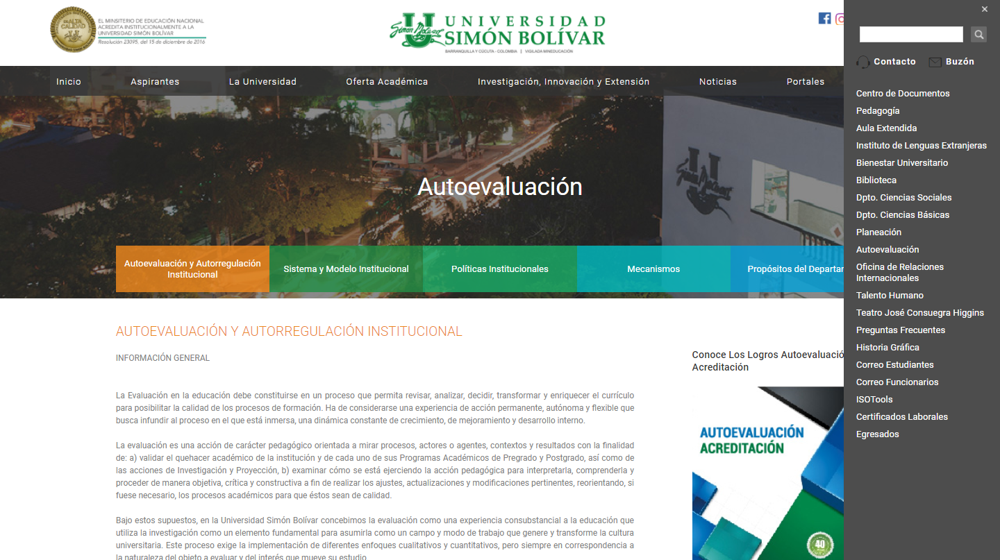 EL MINSITERIO DE EDUCACIÓN NACIONAL
ACREDITA INSTITUCIONALMENTE A LA
UNIVERSIDAD SIMÓN BOLÍVAR
Resolución 23095, del 15 de diciembre de 2016
ALTA
CALIDAD
UNIVERSIDAD
SIMÓN BOLÍVAR
BARRANQUILLA Y CÚCUTA - COLOMBIA | VIGILADA MINEDUCACIÓN
Contacto
Buzón
Inicio
Aspirantes
La Universidad
Oferta Académica
Investigación, Innovación y Extensión
Noticias
Portales
Autoevaluación
Autoevaluación y Autorregulación
Institucional
Sistema y Modelo Institucional
Políticas Institucionales
Mecanismos
Propósitos del Departam
Centro de Documentos
Pedagogía
Aula Extendida
Instituto de Lenguas Extranjeras
Bienestar Universitario
Biblioteca
Dpto. Ciencias Sociales
Dpto. Ciencias Básicas
Planeación
Autoevaluación
Oficina de Relaciones
Internacionales
Talento Humano
Teatro José Consuegra Higgins
Preguntas Frecuentes
Historia Gráfica
Correo Estudiantes
Correo Funcionarios
ISOTools
Certificados Laborales
Egresados
AUTOEVALUACIÓN Y AUTORREGULACIÓN INSTITUCIONAL
INFORMACIÓN GENERAL
La Evaluación en la educación debe constituirse en un proceso que permita revisar, analizar, decidir, transformar y enriquecer el currículo
para posibilitar la calidad de los procesos de formación. Ha de considerarse una experiencia de acción permanente, autónoma y flexible que
busca infundir al proceso en el que está inmersa, una dinámica constante de crecimiento, de mejoramiento y desarrollo interno.
La evaluación es una acción de carácter pedagógico orientada a mirar procesos, actores o agentes, contextos y resultados con la finalidad
de: a) validar el quehacer académico de la institución y de cada uno de sus Programas Académicos de Pregrado y Postgrado, así como de
las acciones de Investigación y Proyección, b) examinar cómo se está ejerciendo la acción pedagógica para interpretarla, comprenderla y
proceder de manera objetiva, crítica y constructiva a fin de realizar los ajustes, actualizaciones y modificaciones pertinentes, reorientando, si
fuese necesario, los procesos académicos para que éstos sean de calidad.
Bajo estos supuestos, en la Universidad Simón Bolívar concebimos la evaluación como una experiencia consubstancial a la educación que
utiliza la investigación como un elemento fundamental para asumirla como un campo y modo de trabajo que genere y transforme la cultura
universitaria. Este proceso exige la implementación de diferentes enfoques cualitativos y cuantitativos, pero siempre en correspondencia a
la naturaleza del objeto a evaluar y del interés que mueve su estudio
Conoce Los Logros Autoevaluació
Acreditación
AUTOEVALUACIÓN
ACREDITACIÓN
40